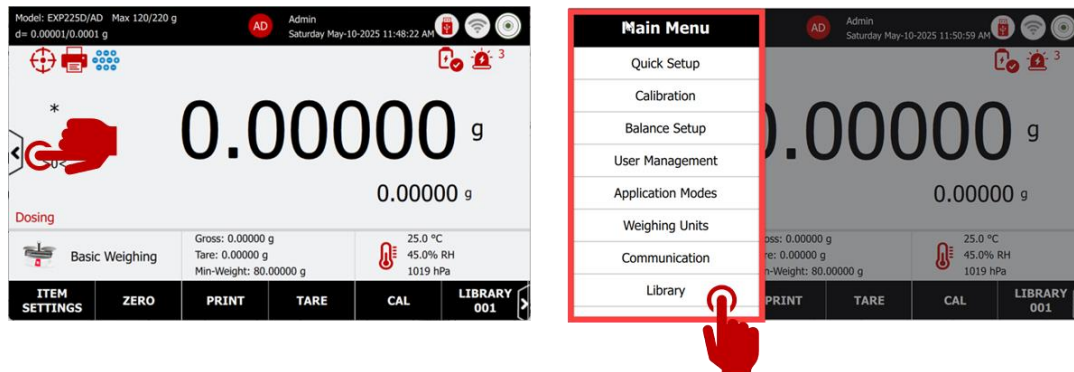 Model: EXP225D/AD Max 120/220 g
d= 0.00001/0.0001 g
AD
Admin
Saturday May-10-2025 11:48:22 AM
3
*
0.00000 g
>0<
0.00000 g
Dosing
Basic Weighing
Gross: 0.00000 g
Tare: 0.00000 g
Min-Weight: 80.00000 g
25.0 °C
45.0% RH
1019 hPa
ITEM SETTINGS
ZERO
PRINT
TARE
CAL
LIBRARY 001
Main Menu
Quick Setup
Calibration
Balance Setup
User Management
Application Modes
Weighing Units
Communication
Library
AD
Admin
Saturday May-10-2025 11:50:59 AM
3
0.00000 g
0.00000 g
oss: 0.00000 g
re: 0.00000 g
n-Weight: 80.00000 g
25.0 °C
45.0% RH
1019 hPa
PRINT
TARE
CAL
LIBRARY 001